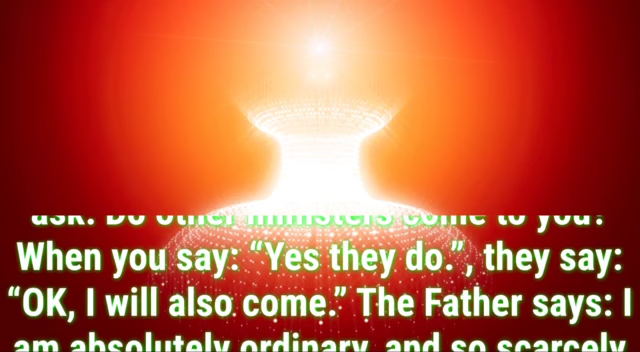 ask: Do other ministers come to you?
When you say: “Yes they do.”, they say:
“OK, I will also come.” The Father says: I
am absolutely ordinary, and so scarcely